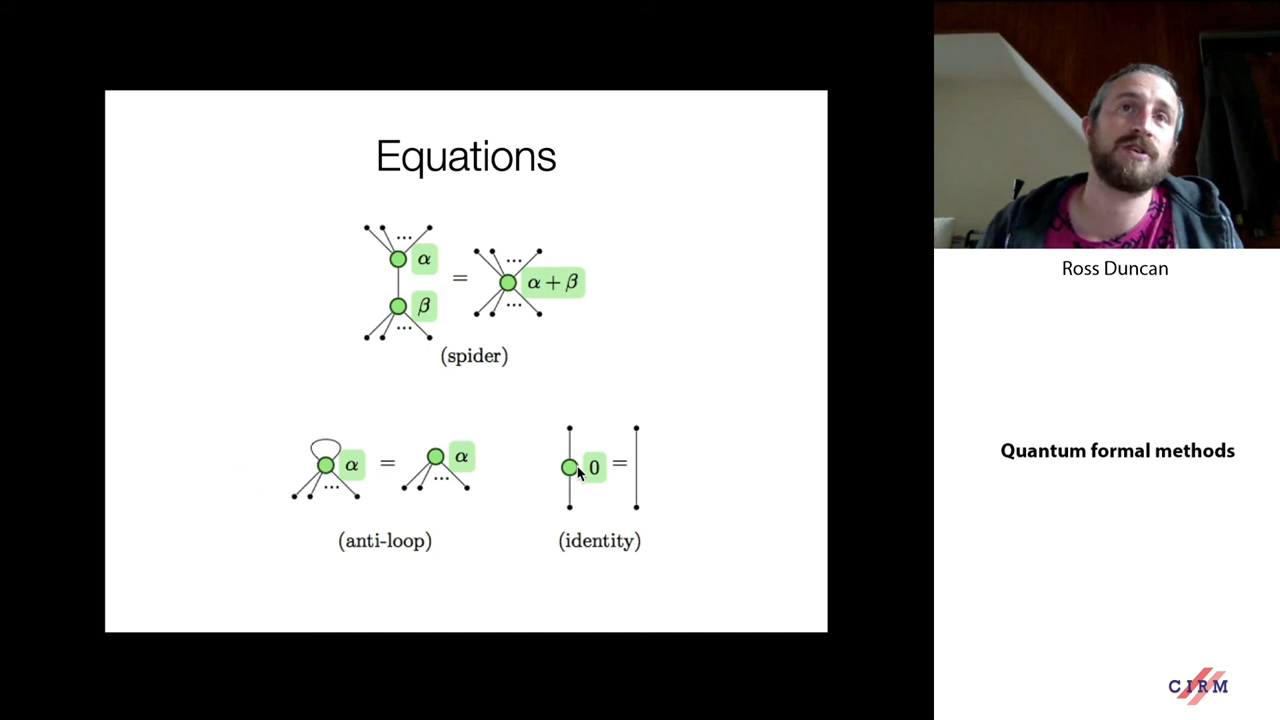 Equations
α
β
=
α + β
(spider)
α = α
0 =
(anti-loop)
(identity)
Ross Duncan
Quantum formal methods
CIRM